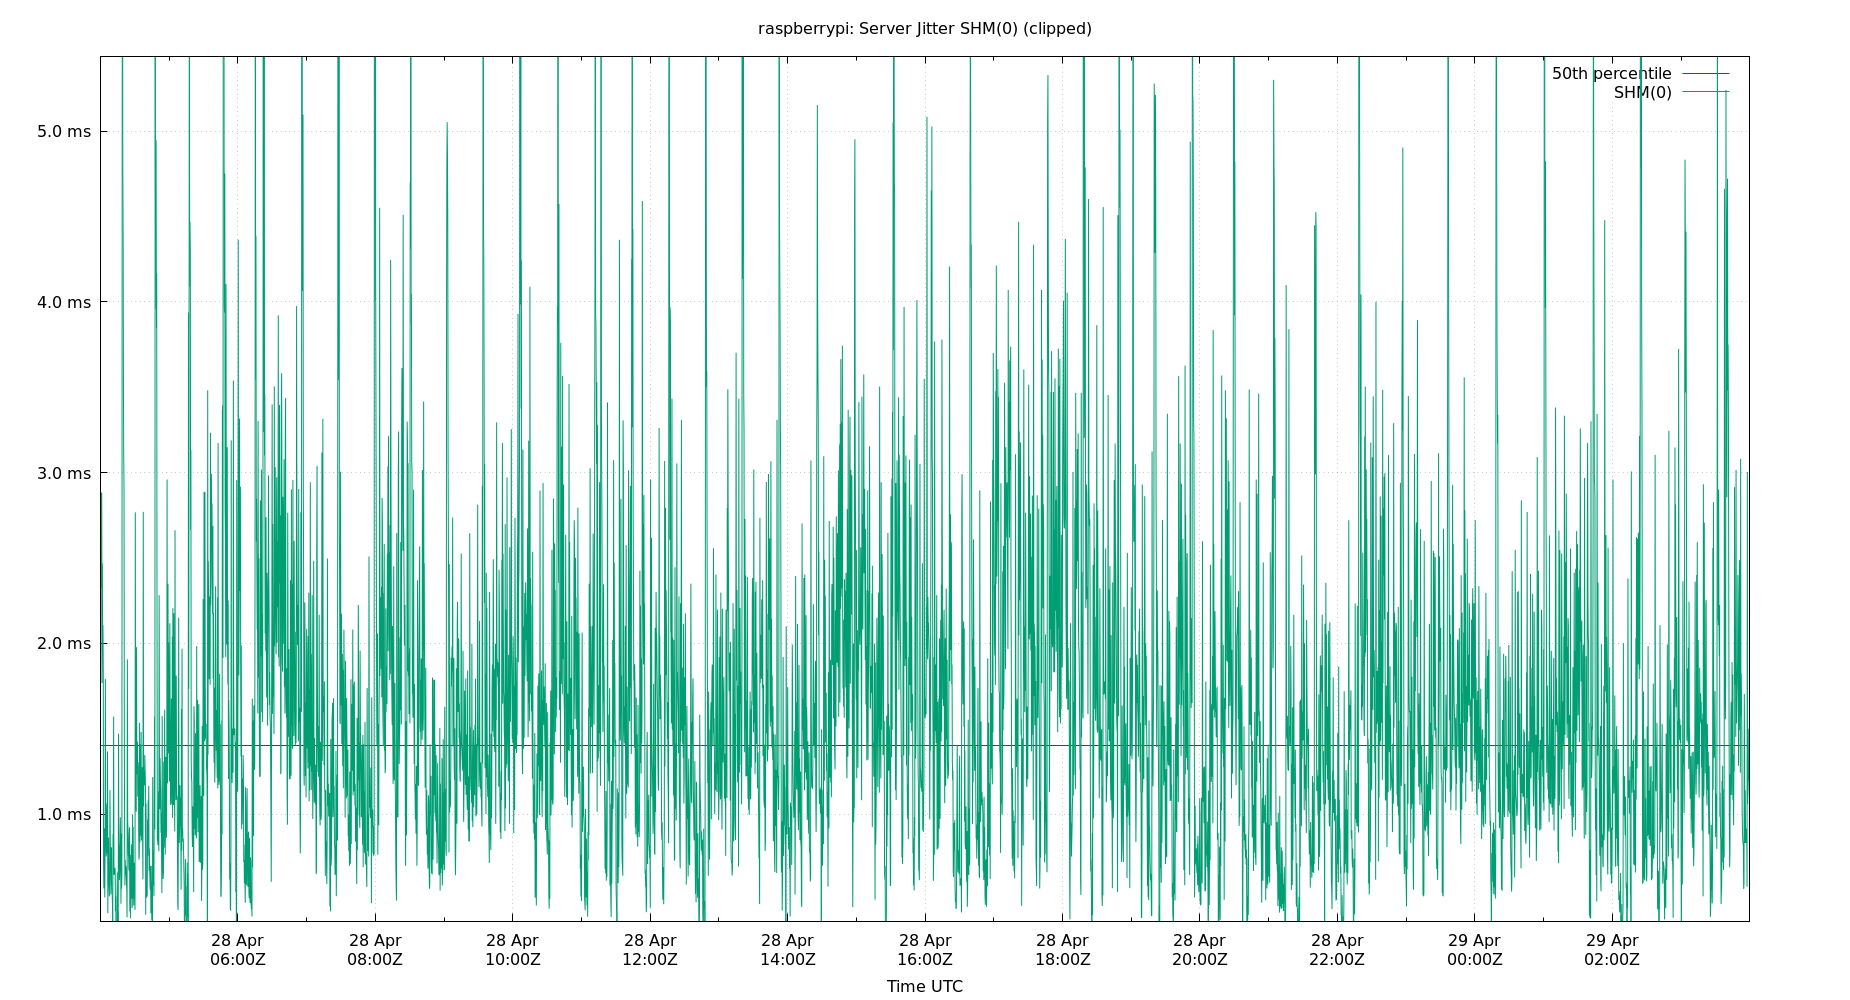 raspberrypi: Server Jitter SHM(0) (clipped)
50th percentile
SHM(0)
5.0 ms
4.0 ms
3.0 ms
2.0 ms
1.0 ms
28 Apr 28 Apr 28 Apr 28 Apr 28 Apr 28 Apr 28 Apr 28 Apr 28 Apr 29 Apr 29 Apr
06:00Z 08:00Z 10:00Z 12:00Z 14:00Z 16:00Z 18:00Z 20:00Z 22:00Z 00:00Z 02:00Z
Time UTC